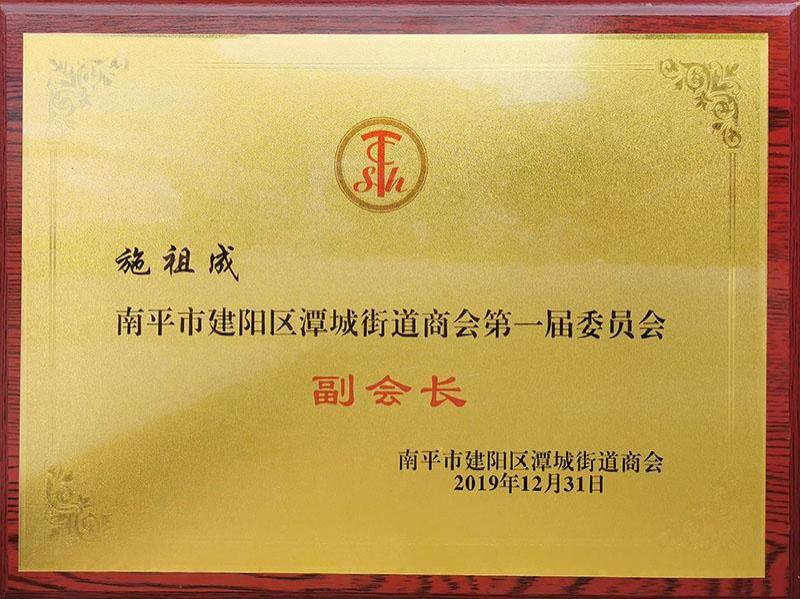 TCSh
施祖成
南平市建阳区潭城街道商会第一届委员会
副会长
南平市建阳区潭城街道商会
2019年12月31日